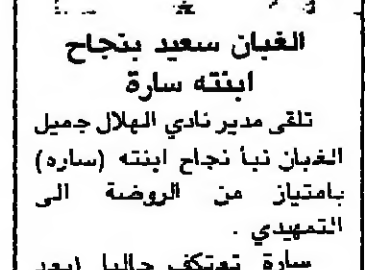 الغبان سعيد بنجاح
ابنته سارة
تلقى مدير نادي الهلال جميل
الغبان نبأ نجاح ابنته (ساره)
بامتياز من الروضة الى
التمهيدي .
سارة تعتكف حاليا (بعد